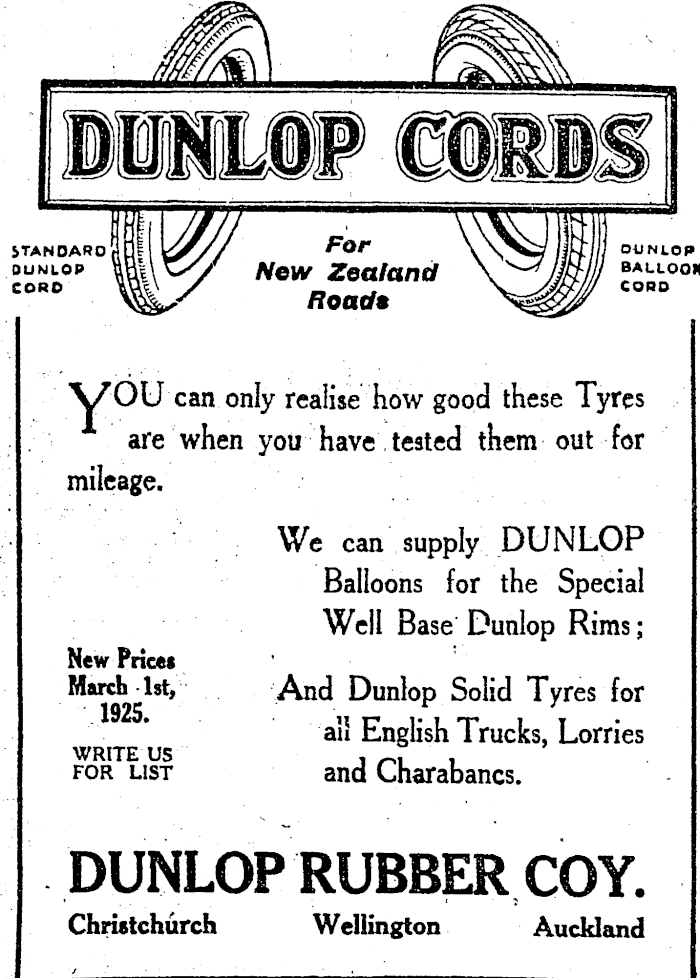 DUNLOP CORDS
STANDARD
DUNLOP
CORD
For
New Zealand
Roads
DUNLOP
BALLOON
CORD
YOU can only realise how good these Tyres
are when you have tested them out for
mileage.
We can supply DUNLOP
Balloons for the Special
Well Base Dunlop Rims;
New Prices
March 1st,
1925.
WRITE US
FOR LIST
And Dunlop Solid Tyres for
all English Trucks, Lorries
and Charabancs.
DUNLOP RUBBER COY.
Christchurch Wellington Auckland